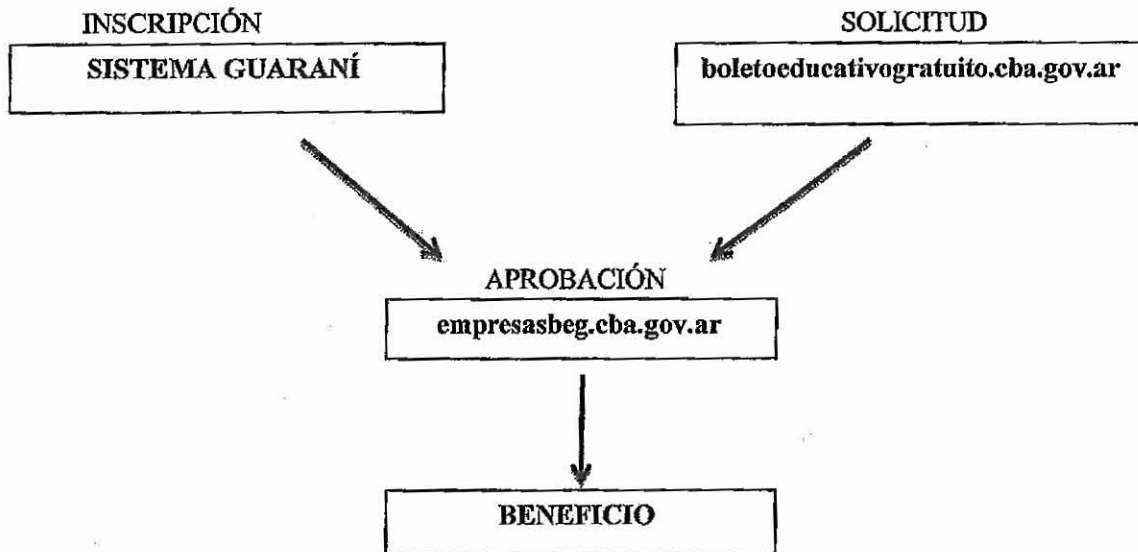 INSCRIPCIÓN
SISTEMA GUARANÍ
SOLICITUD
boletoeducativogratuito.cba.gov.ar
APROBACIÓN
empresasbeg.cba.gov.ar
BENEFICIO